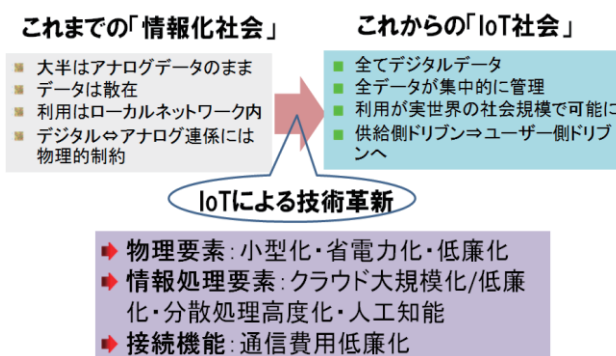 これまでの「情報化社会」
大半はアナログデータのまま
データは散在
利用はローカルネットワーク内
デジタル⇔アナログ連係には
物理的制約
これからの「IoT社会」
全てデジタルデータ
全データが集中的に管理
利用が実世界の社会規模で可能に
供給側ドリブン⇒ユーザー側ドリブ
ンへ
IoTによる技術革新
物理要素:小型化・省電力化・低廉化
情報処理要素:クラウド大規模化/低廉
化・分散処理高度化・人工知能
接続機能:通信費用低廉化